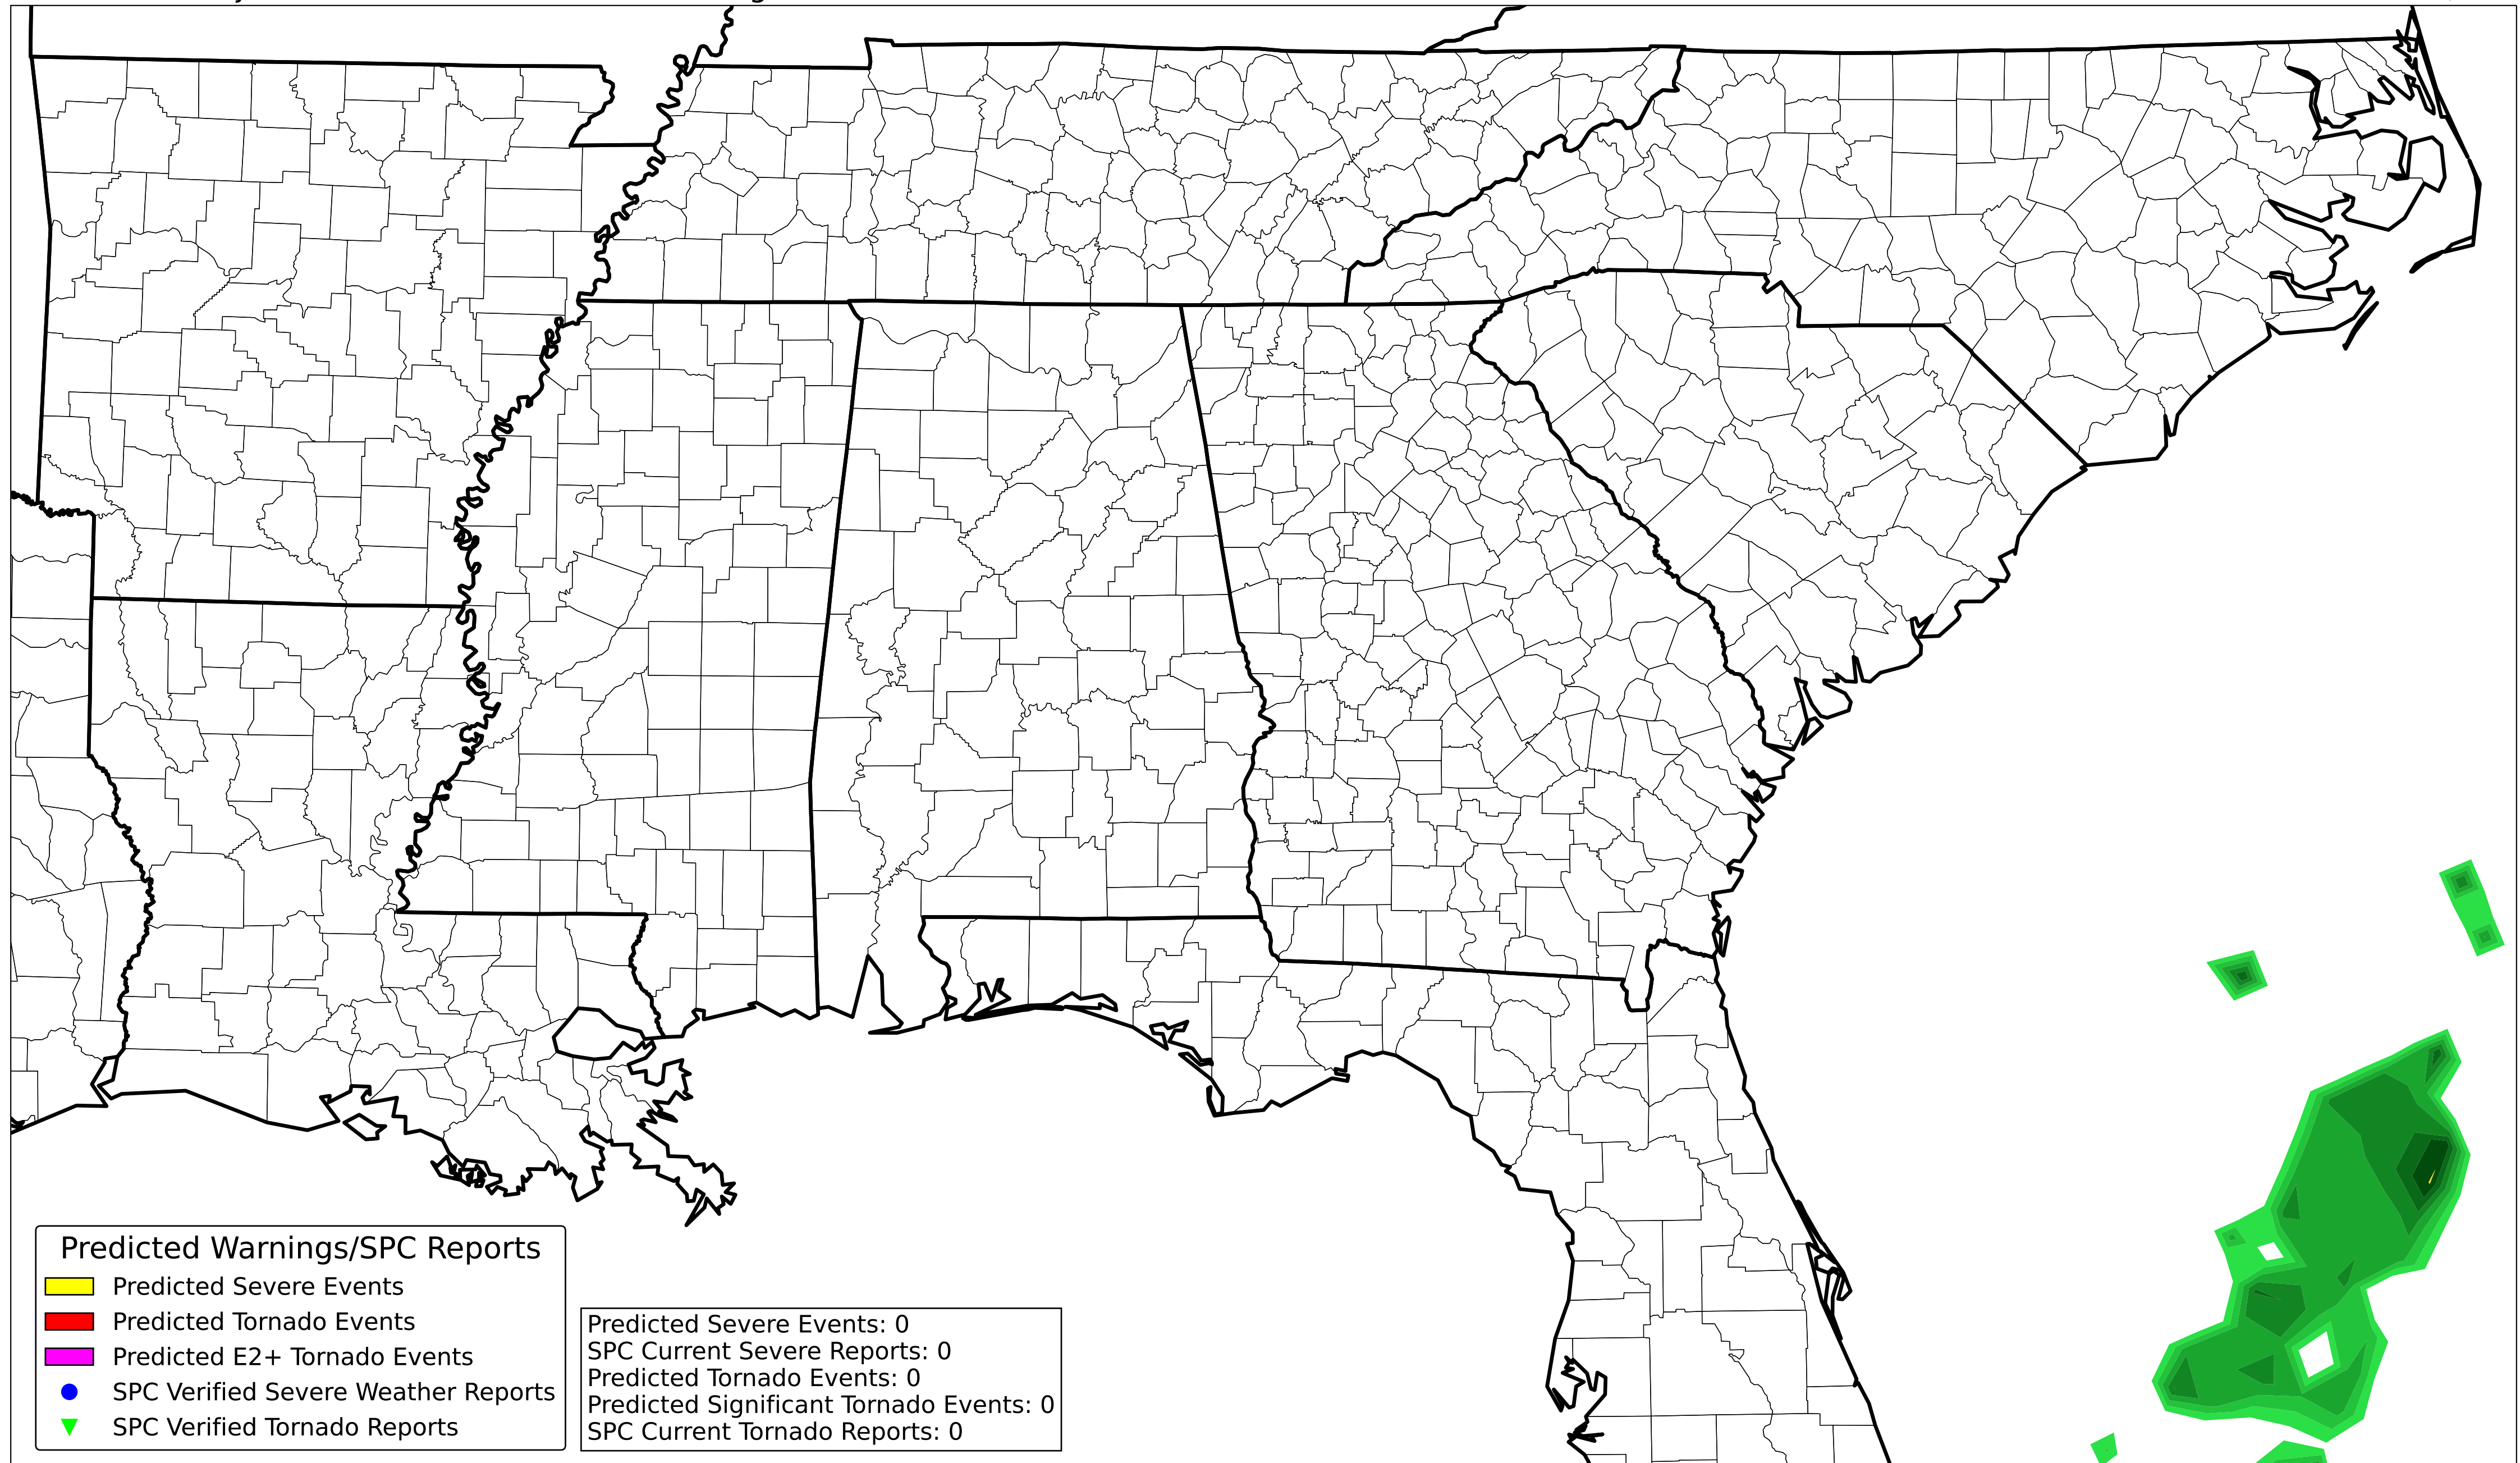 Predicted Warnings/SPC Reports
Predicted Severe Events
Predicted Tornado Events
Predicted E2+ Tornado Events
SPC Verified Severe Weather Reports
SPC Verified Tornado Reports
Predicted Severe Events: 0
SPC Current Severe Reports: 0
Predicted Tornado Events: 0
Predicted Significant Tornado Events: 0
SPC Current Tornado Reports: 0